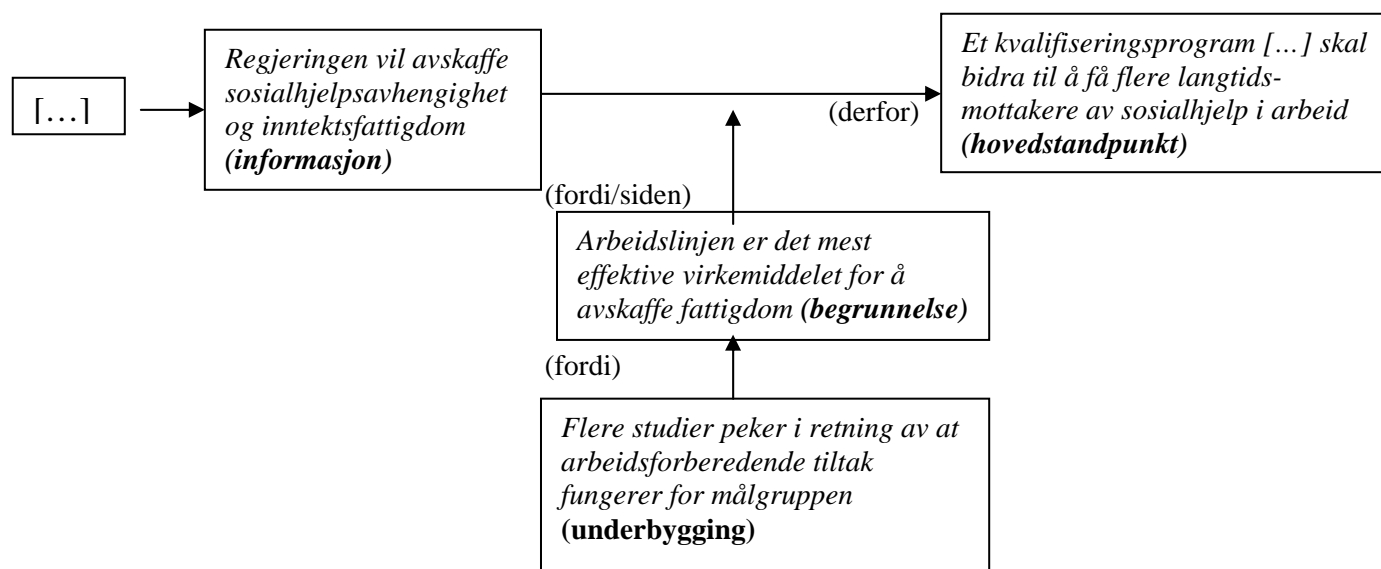 […]
Regjeringen vil avskaffe
sosialhjelpsavhengighet
og inntektsfattigdom
(informasjon)
(derfor)
Et kvalifiseringsprogram […] skal
bidra til å få flere langtids-
mottakere av sosialhjelp i arbeid
(hovedstandpunkt)
(fordi/siden)
Arbeidslinjen er det mest
effektive virkemiddelet for å
avskaffe fattigdom (begrunnelse)
(fordi)
Flere studier peker i retning av at
arbeidsforberedende tiltak
fungerer for målgruppen
(underbygging)